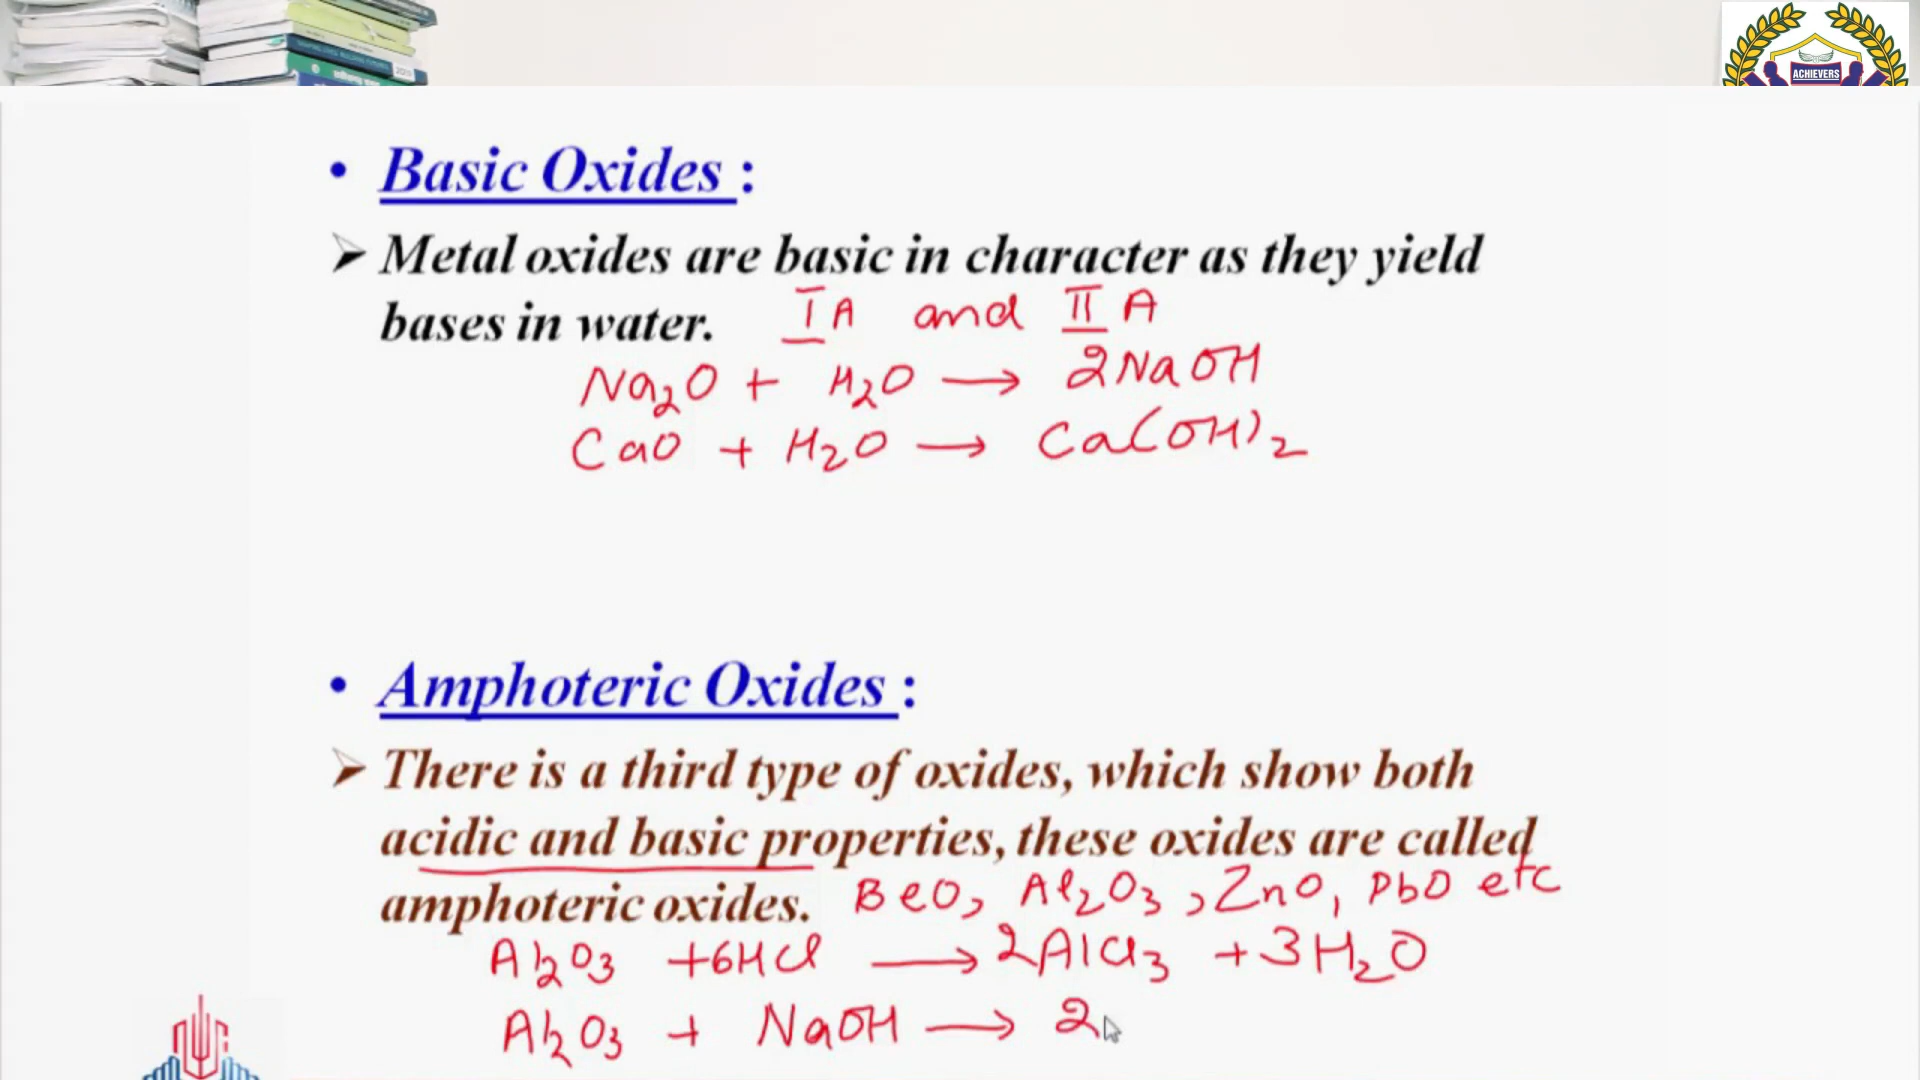 ACHIEVERS
• Basic Oxides :
➢ Metal oxides are basic in character as they yield
bases in water. IA and IIA
Na₂O + H₂O → 2NaOH
CaO + H₂O → Ca(OH)₂
• Amphoteric Oxides :
➢ There is a third type of oxides, which show both
acidic and basic properties, these oxides are called
amphoteric oxides. BeO, Al₂O₃, ZnO, PbO etc
Al₂O₃ +6HCl → 2AlCl₃ + 3H₂O
Al₂O₃ + NaOH → 2